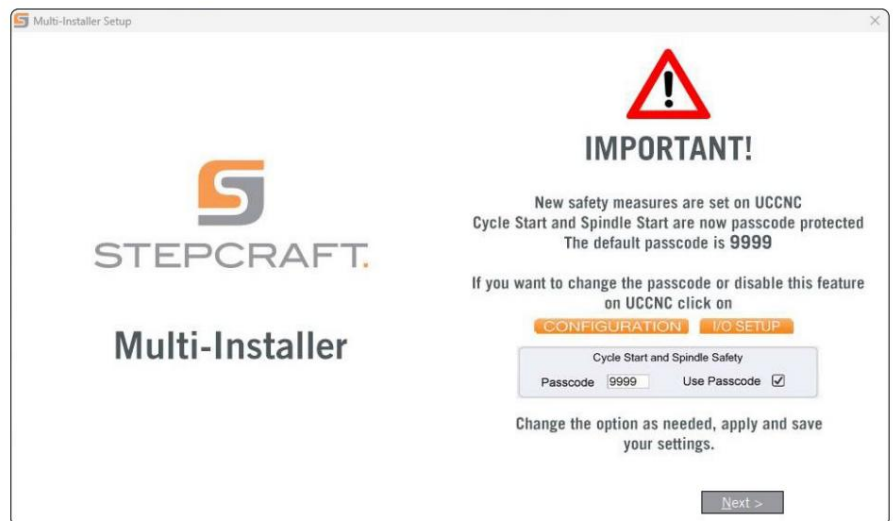 Multi-Installer Setup
STEPCRAFT.
Multi-Installer
IMPORTANT!
New safety measures are set on UCCNC
Cycle Start and Spindle Start are now passcode protected
The default passcode is 9999
If you want to change the passcode or disable this feature
on UCCNC click on
CONFIGURATION I/O SETUP
Cycle Start and Spindle Safety
Passcode 9999 Use Passcode
Change the option as needed, apply and save
your settings.
Next >